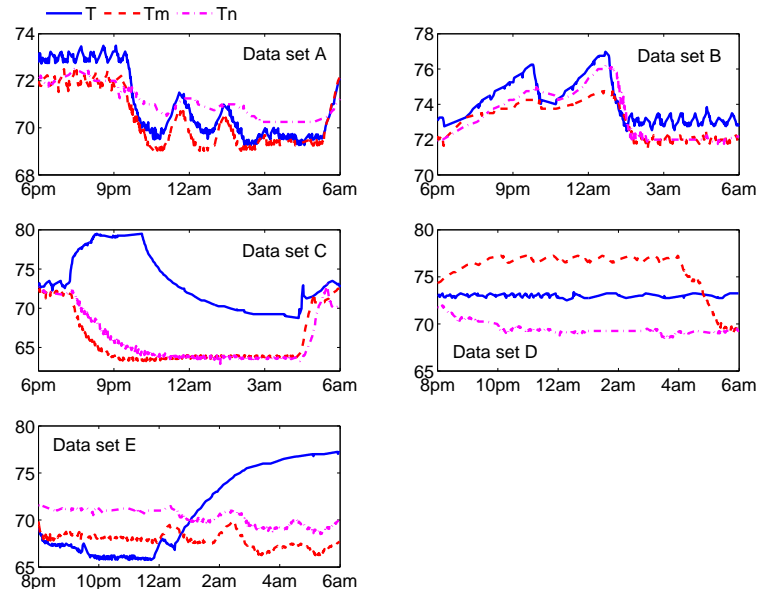 T Tm Tn
Data set A
74
72
70
68
6pm 9pm 12am 3am 6am
Data set B
78
76
74
72
70
6pm 9pm 12am 3am 6am
Data set C
80
75
70
65
6pm 9pm 12am 3am 6am
Data set D
80
75
70
65
8pm 10pm 12am 2am 4am 6am
Data set E
80
75
70
65
8pm 10pm 12am 2am 4am 6am